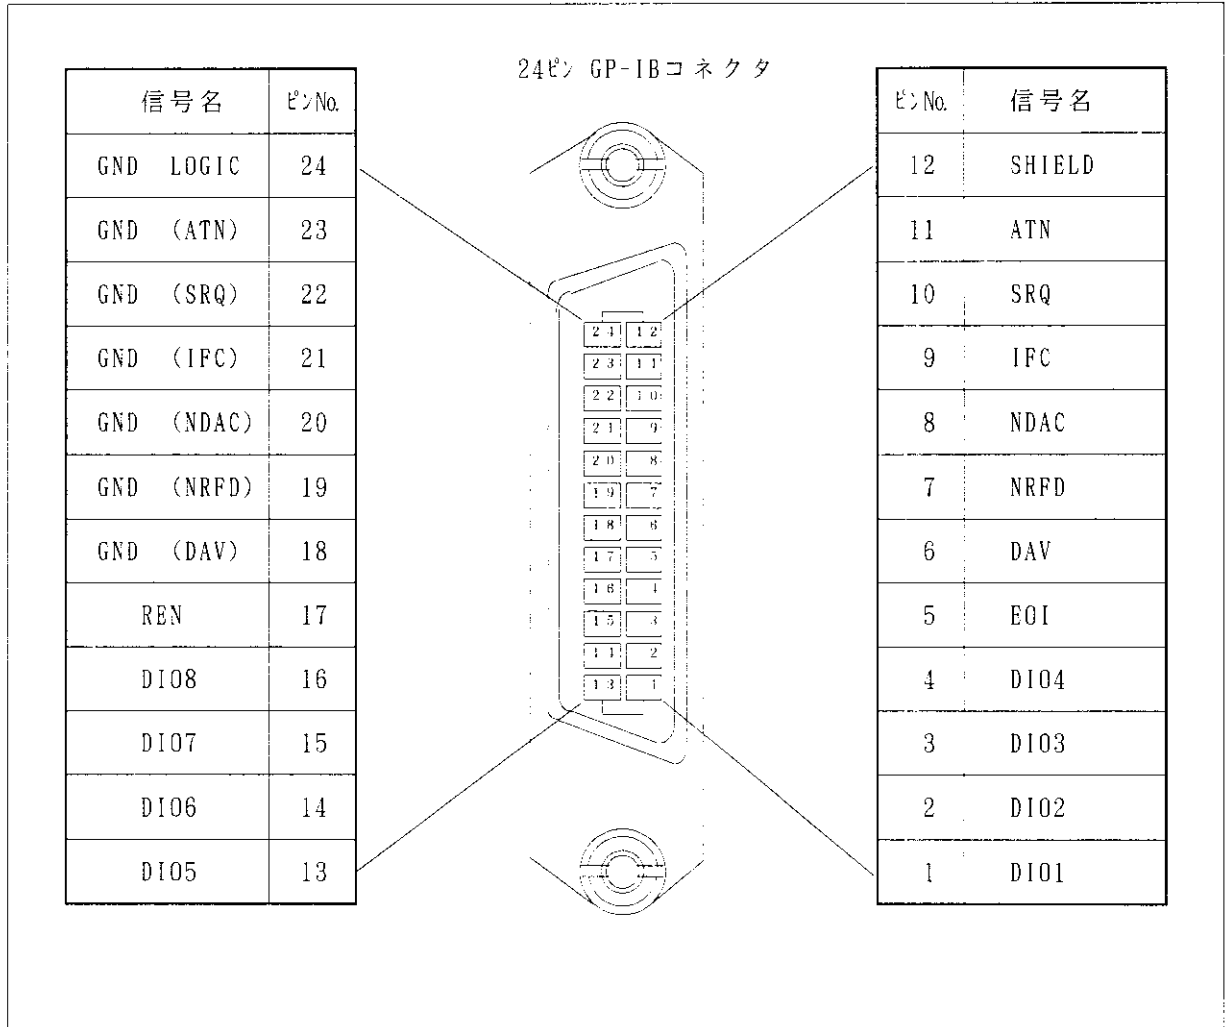 24ピン GP-IBコネクタ
信号名 ピンNo.
GND LOGIC 24
GND (ATN) 23
GND (SRQ) 22
GND (IFC) 21
GND (NDAC) 20
GND (NRFD) 19
GND (DAV) 18
REN 17
DIO8 16
DIO7 15
DIO6 14
DIO5 13
24 12
23 11
22 10
21 9
20 8
19 7
18 6
17 5
16 4
15 3
14 2
13 1
ピンNo. 信号名
12 SHIELD
11 ATN
10 SRQ
9 IFC
8 NDAC
7 NRFD
6 DAV
5 EOI
4 DIO4
3 DIO3
2 DIO2
1 DIO1